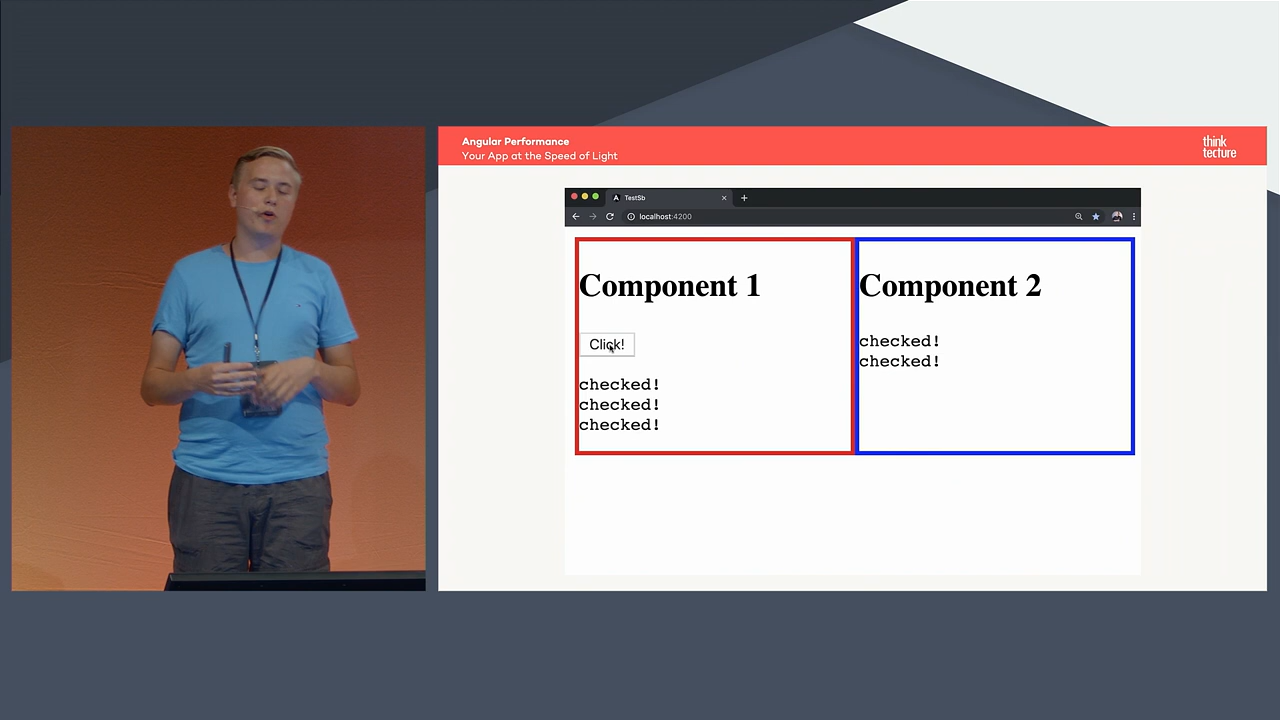 Angular Performance
Your App at the Speed of Light
think
tecture
TestSb
localhost:4200
Component 1
Click!
checked!
checked!
checked!
Component 2
checked!
checked!